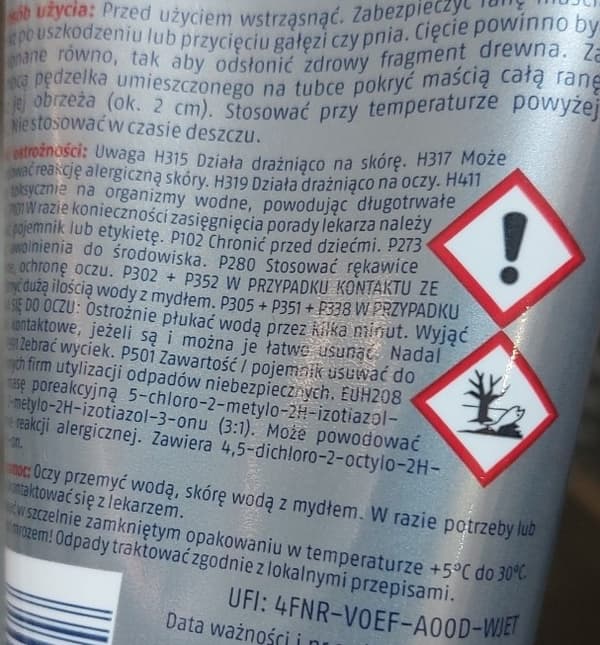 użycia: Przed użyciem wstrząsnąć. Zabezpieczyć ranę
po uszkodzeniu lub przycięciu gałęzi czy pnia. Cięcie powinno
równo, tak aby odsłonić zdrowy fragment drewna.
pędzelka umieszczonego na tubce pokryć maścią całą ranę
jej obrzeża (ok. 2 cm). Stosować przy temperaturze powyżej
Nie stosować w czasie deszczu.
ostrożności: Uwaga H315 Działa drażniąco na skórę. H317 Może
reakcję alergiczną skóry. H319 Działa drażniąco na oczy. H411
toksycznie na organizmy wodne, powodując długotrwałe
W razie konieczności zasięgnięcia porady lekarza należy
pojemnik lub etykietę. P102 Chronić przed dziećmi. P273
do środowiska. P280 Stosować rękawice
ochronę oczu. P302 + P352 W PRZYPADKU KONTAKTU ZE
dużą ilością wody z mydłem. P305 + P351 + P338 W PRZYPADKU
SIĘ DO OCZU: Ostrożnie płukać wodą przez kilka minut. Wyjąć
kontaktowe, jeżeli są i można je łatwo usunąć. Nadal
Zebrać wyciek. P501 Zawartość / pojemnik usuwać do
firm utylizacji odpadów niebezpiecznych. EUH208
poreakcyjną 5-chloro-2-metylo-2H-izotiazol-
-metylo-2H-izotiazol-3-onu (3:1). Może powodować
reakcji alergicznej. Zawiera 4,5-dichloro-2-octylo-2H-
-on.
Oczy przemyć wodą, skórę wodą z mydłem. W razie potrzeby lub
się z lekarzem.
w szczelnie zamkniętym opakowaniu w temperaturze +5°C do 30°C.
mrozem! Odpady traktować zgodnie z lokalnymi przepisami.
UFI: 4FNR-V0EF-A00D-WJET
Data ważności i